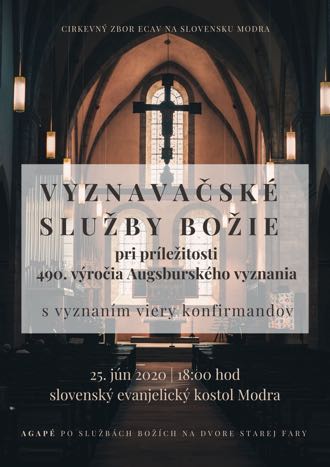 CIRKEVNÝ ZBOR ECAV NA SLOVENSKU MODRA
VYZNAVAČSKÉ
SLUŽBY BOŽIE
pri príležitosti
490. výročia Augsburského vyznania
s vyznaním viery konfirmandov
25. jún 2020 | 18:00 hod
slovenský evanjelický kostol Modra
AGAPÉ PO SLUŽBÁCH BOŽÍCH NA DVORE STAREJ FARY